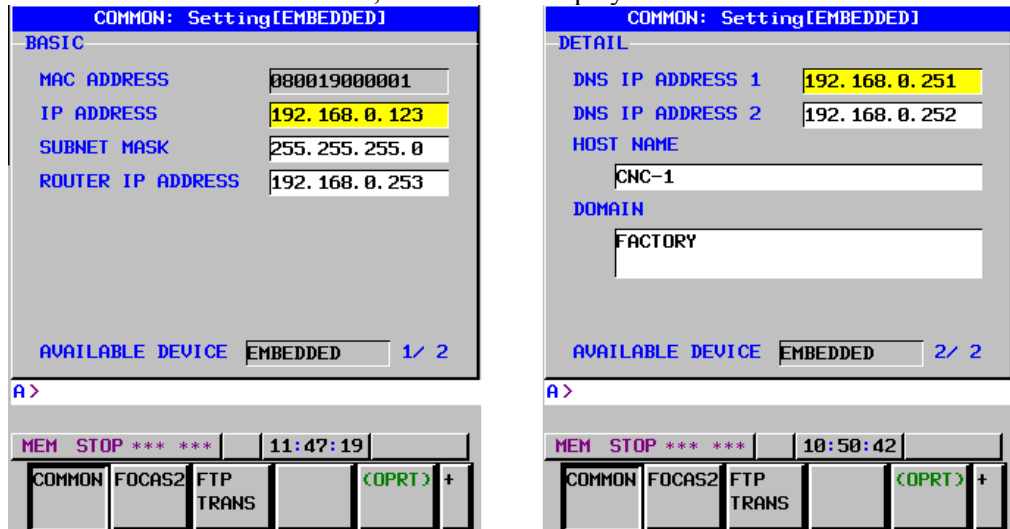 COMMON: Setting[EMBEDDED]
BASIC
MAC ADDRESS 080019000001
IP ADDRESS 192.168.0.123
SUBNET MASK 255.255.255.0
ROUTER IP ADDRESS 192.168.0.253
AVAILABLE DEVICE EMBEDDED 1/ 2
A>
MEM STOP *** *** 11:47:19
COMMON FOCAS2 FTP TRANS (OPRT) +
COMMON: Setting[EMBEDDED]
DETAIL
DNS IP ADDRESS 1 192.168.0.251
DNS IP ADDRESS 2 192.168.0.252
HOST NAME
CNC-1
DOMAIN
FACTORY
AVAILABLE DEVICE EMBEDDED 2/ 2
A>
MEM STOP *** *** 10:50:42
COMMON FOCAS2 FTP TRANS (OPRT) +